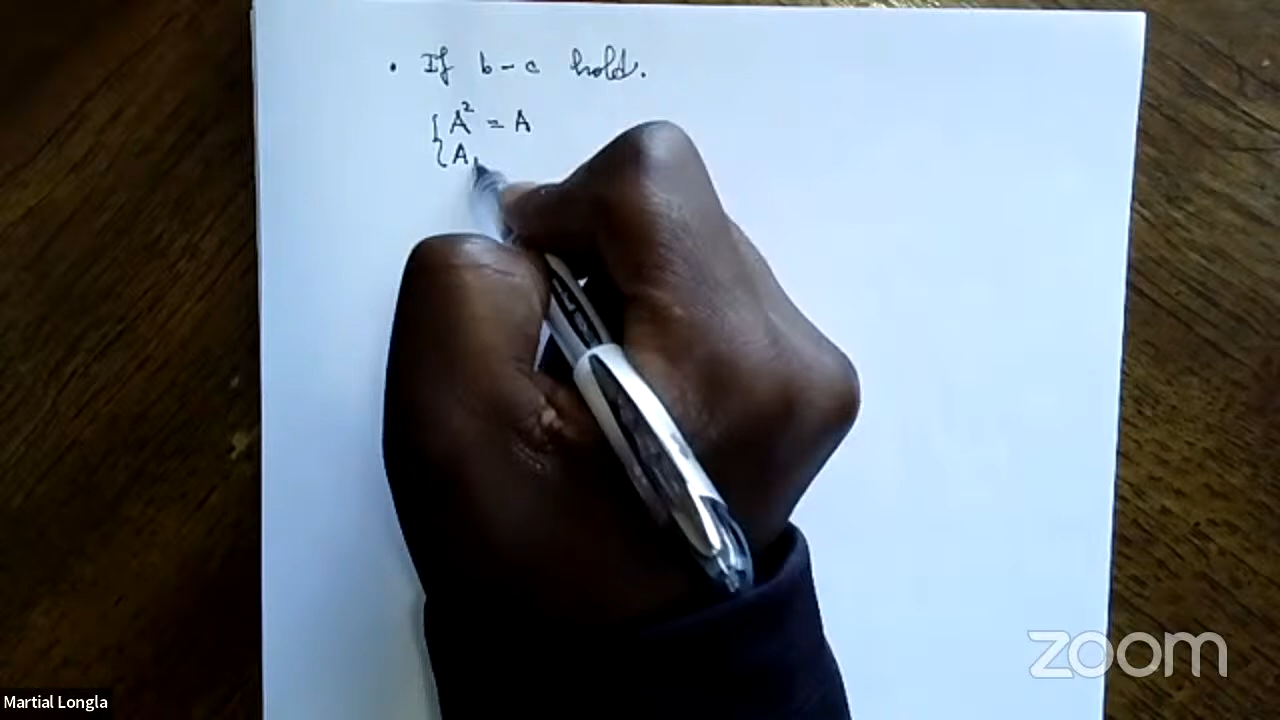 • If b - c hold.
A² = A
A
zoom
Martial Longla